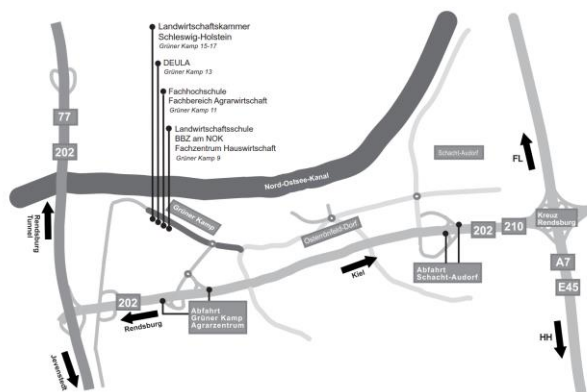 Landwirtschaftskammer
Schleswig-Holstein
Grüner Kamp 15-17
DEULA
Grüner Kamp 13
Fachhochschule
Fachbereich Agrarwirtschaft
Grüner Kamp 11
Landwirtschaftsschule
BBZ am NOK
Fachzentrum Hauswirtschaft
Grüner Kamp 9
77
202
Schacht-Audorf
FL
Nord-Ostsee-Kanal
Rendsburg
Tunnel
Grüner Kamp
Osterrönfeld-Dorf
202
210
Kreuz
Rendsburg
Kiel
Abfahrt
Schacht-Audorf
A7
E45
202
Rendsburg
Abfahrt
Grüner Kamp
Agrarzentrum
HH
Jevenstedt